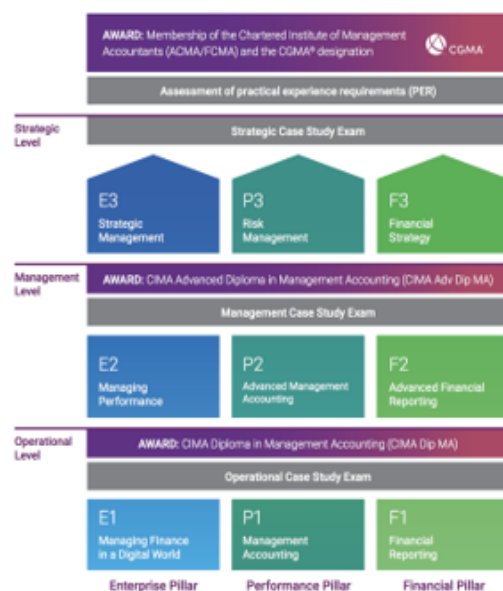 AWARD: Membership of the Chartered Institute of Management
Accountants (ACMA/FCMA) and the CGMA® designation
CGMA®
Assessment of practical experience requirements (PER)
Strategic
Level
Strategic Case Study Exam
E3
Strategic
Management
P3
Risk
Management
F3
Financial
Strategy
Management
Level
AWARD: CIMA Advanced Diploma in Management Accounting (CIMA Adv Dip MA)
Management Case Study Exam
E2
Managing
Performance
P2
Advanced Management
Accounting
F2
Advanced Financial
Reporting
Operational
Level
AWARD: CIMA Diploma in Management Accounting (CIMA Dip MA)
Operational Case Study Exam
E1
Managing Finance
in a Digital World
P1
Management
Accounting
F1
Financial
Reporting
Enterprise Pillar
Performance Pillar
Financial Pillar